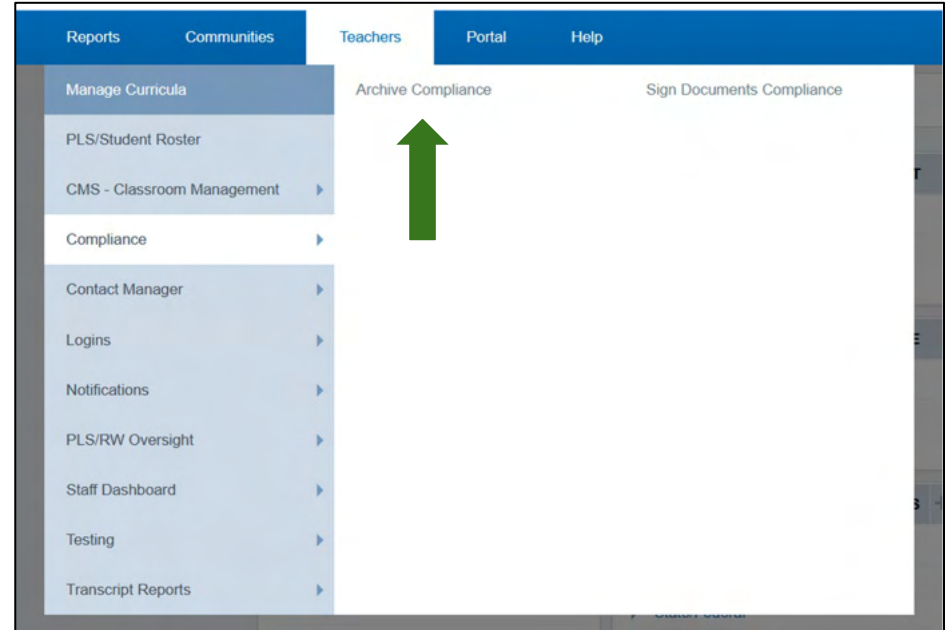 Reports Communities Teachers Portal Help
Manage Curricula
Archive Compliance Sign Documents Compliance
PLS/Student Roster
CMS - Classroom Management
Compliance
Contact Manager
Logins
Notifications
PLS/RW Oversight
Staff Dashboard
Testing
Transcript Reports